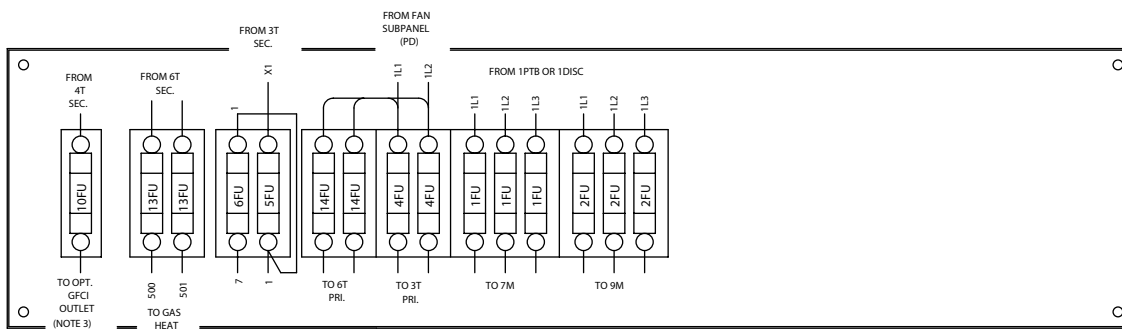 FROM FAN
SUBPANEL
(PD)
FROM 3T
SEC.
X1
1L1
1L2
FROM
4T
SEC.
FROM 6T
SEC.
FROM 1PTB OR 1DISC
1
1L1
1L2
1L3
1L1
1L2
1L3
10FU
13FU
13FU
6FU
5FU
14FU
14FU
4FU
4FU
1FU
1FU
1FU
2FU
2FU
2FU
TO OPT.
GFCI
OUTLET
(NOTE 3)
500
501
TO GAS
HEAT
7
1
TO 6T
PRI.
TO 3T
PRI.
TO 7M
TO 9M